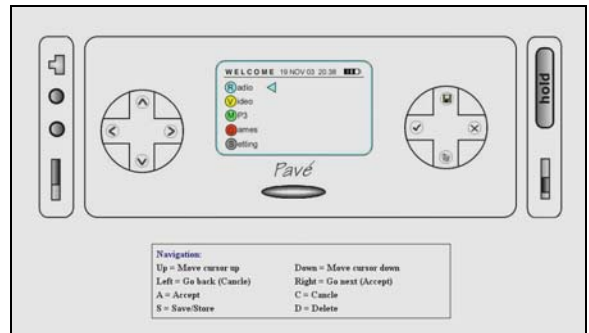 WELCOME 19 NOV 03 20:38
Radio
Video
MP3
Games
Setting
hold
Pavé
Navigation:
Up = Move cursor up Down = Move cursor down
Left = Go back (Cancle) Right = Go next (Accept)
A = Accept C = Cancle
S = Save/Store D = Delete